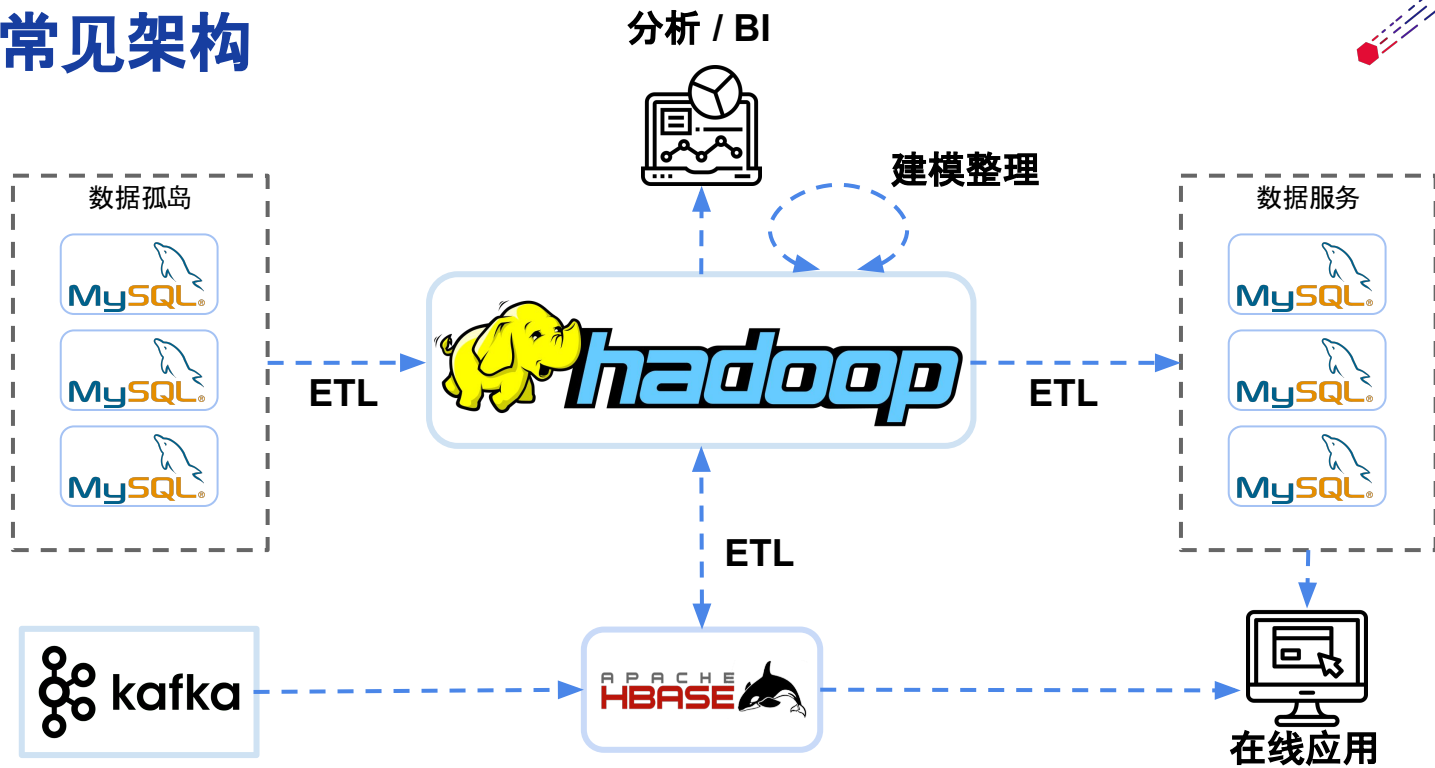 常见架构
分析 / BI
建模整理
数据孤岛
MySQL®
MySQL®
MySQL®
ETL
hadoop
ETL
数据服务
MySQL®
MySQL®
MySQL®
ETL
kafka
APACHE
HBASE
在线应用